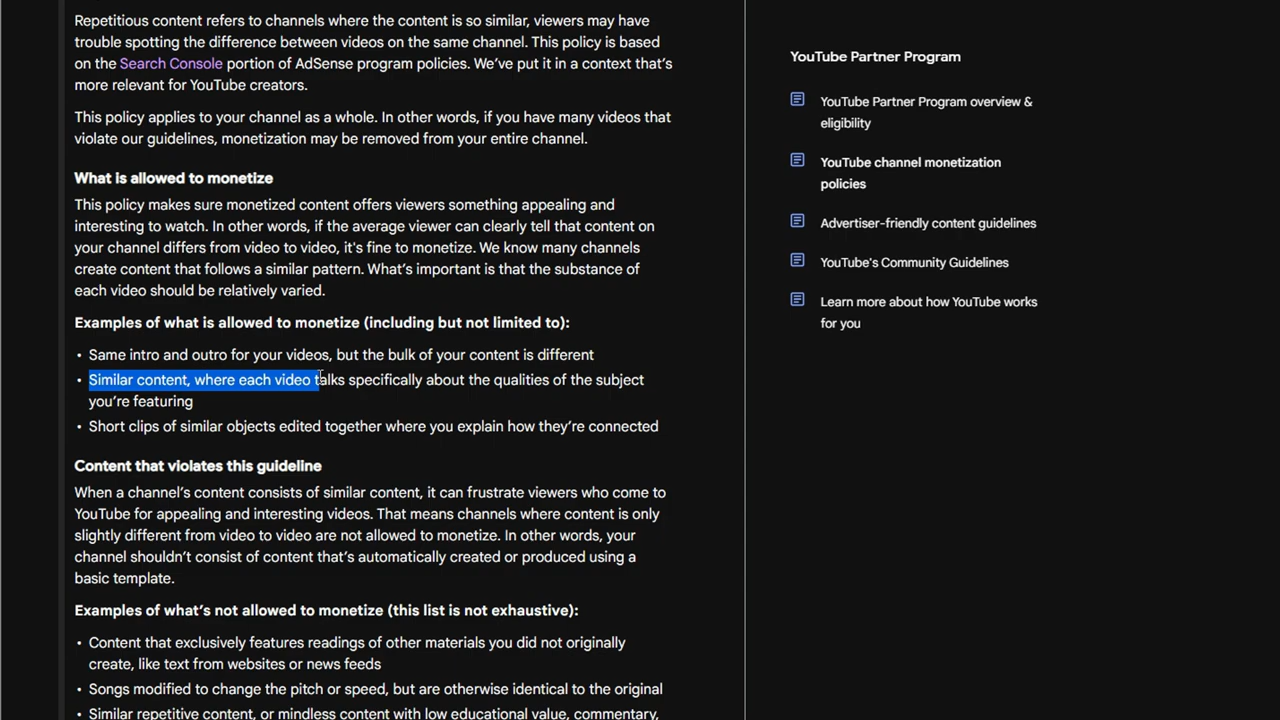 Repetitious content refers to channels where the content is so similar, viewers may have
trouble spotting the difference between videos on the same channel. This policy is based
on the Search Console portion of AdSense program policies. We've put it in a context that's
more relevant for YouTube creators.
This policy applies to your channel as a whole. In other words, if you have many videos that
violate our guidelines, monetization may be removed from your entire channel.
What is allowed to monetize
This policy makes sure monetized content offers viewers something appealing and
interesting to watch. In other words, if the average viewer can clearly tell that content on
your channel differs from video to video, it's fine to monetize. We know many channels
create content that follows a similar pattern. What's important is that the substance of
each video should be relatively varied.
Examples of what is allowed to monetize (including but not limited to):
• Same intro and outro for your videos, but the bulk of your content is different
• Similar content, where each video talks specifically about the qualities of the subject
you're featuring
• Short clips of similar objects edited together where you explain how they're connected
Content that violates this guideline
When a channel's content consists of similar content, it can frustrate viewers who come to
YouTube for appealing and interesting videos. That means channels where content is only
slightly different from video to video are not allowed to monetize. In other words, your
channel shouldn't consist of content that's automatically created or produced using a
basic template.
Examples of what's not allowed to monetize (this list is not exhaustive):
• Content that exclusively features readings of other materials you did not originally
create, like text from websites or news feeds
• Songs modified to change the pitch or speed, but are otherwise identical to the original
• Similar repetitive content, or mindless content with low educational value, commentary,
YouTube Partner Program
YouTube Partner Program overview &
eligibility
YouTube channel monetization
policies
Advertiser-friendly content guidelines
YouTube's Community Guidelines
Learn more about how YouTube works
for you